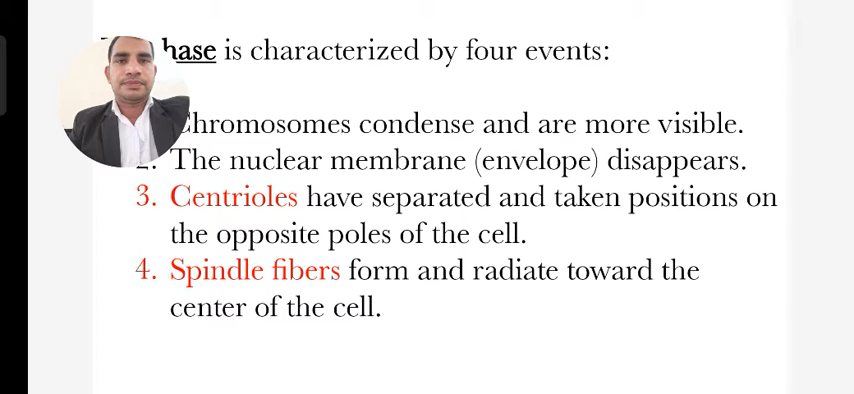 hase is characterized by four events:
Chromosomes condense and are more visible.
2. The nuclear membrane (envelope) disappears.
3. Centrioles have separated and taken positions on
the opposite poles of the cell.
4. Spindle fibers form and radiate toward the
center of the cell.